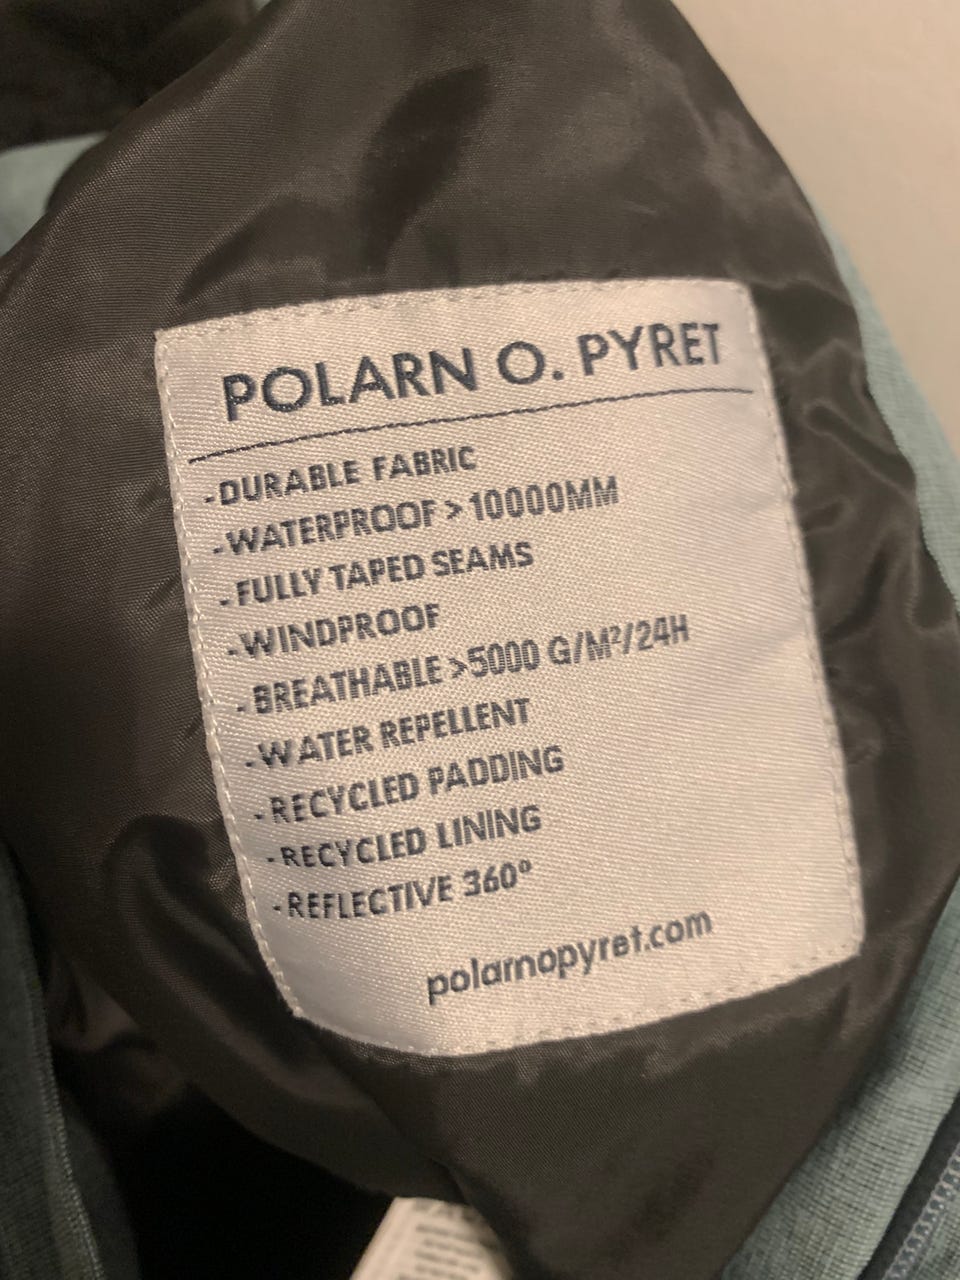 POLARN O. PYRET
-DURABLE FABRIC
-WATERPROOF > 10000MM
-FULLY TAPED SEAMS
-WINDPROOF
-BREATHABLE >5000 G/M²/24H
-WATER REPELLENT
-RECYCLED PADDING
-RECYCLED LINING
-REFLECTIVE 360°
polarnopyret.com